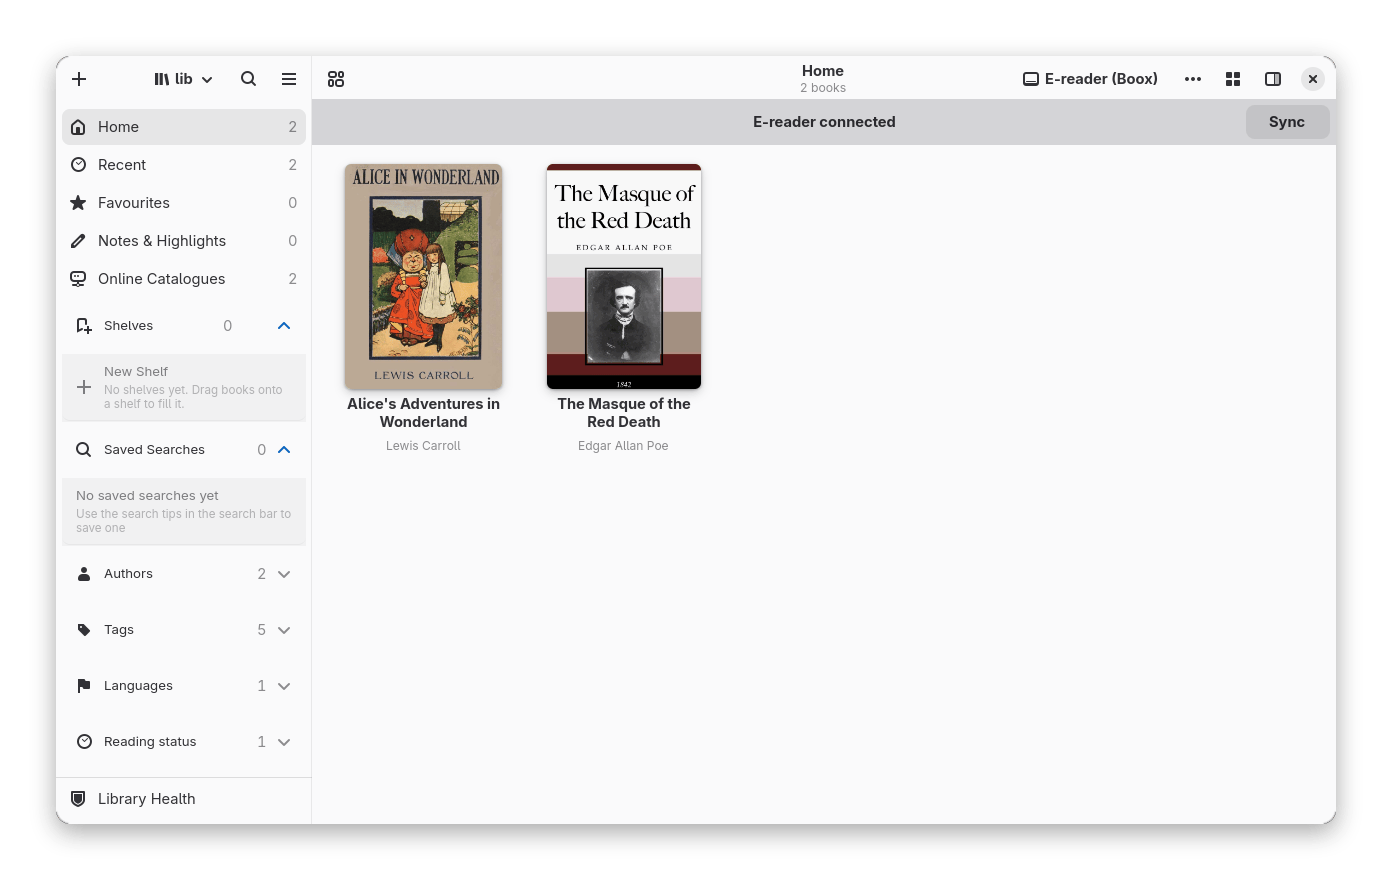 lib
Home
2 books
E-reader (Boox)
Home 2
Recent 2
Favourites 0
Notes & Highlights 0
Online Catalogues 2
Shelves 0
New Shelf
No shelves yet. Drag books onto
a shelf to fill it.
Saved Searches 0
No saved searches yet
Use the search tips in the search bar to
save one
Authors 2
Tags 5
Languages 1
Reading status 1
Library Health
E-reader connected
Sync
ALICE IN WONDERLAND
LEWIS CARROLL
Alice's Adventures in
Wonderland
Lewis Carroll
The Masque of
the Red Death
EDGAR ALLAN POE
1842
The Masque of the
Red Death
Edgar Allan Poe